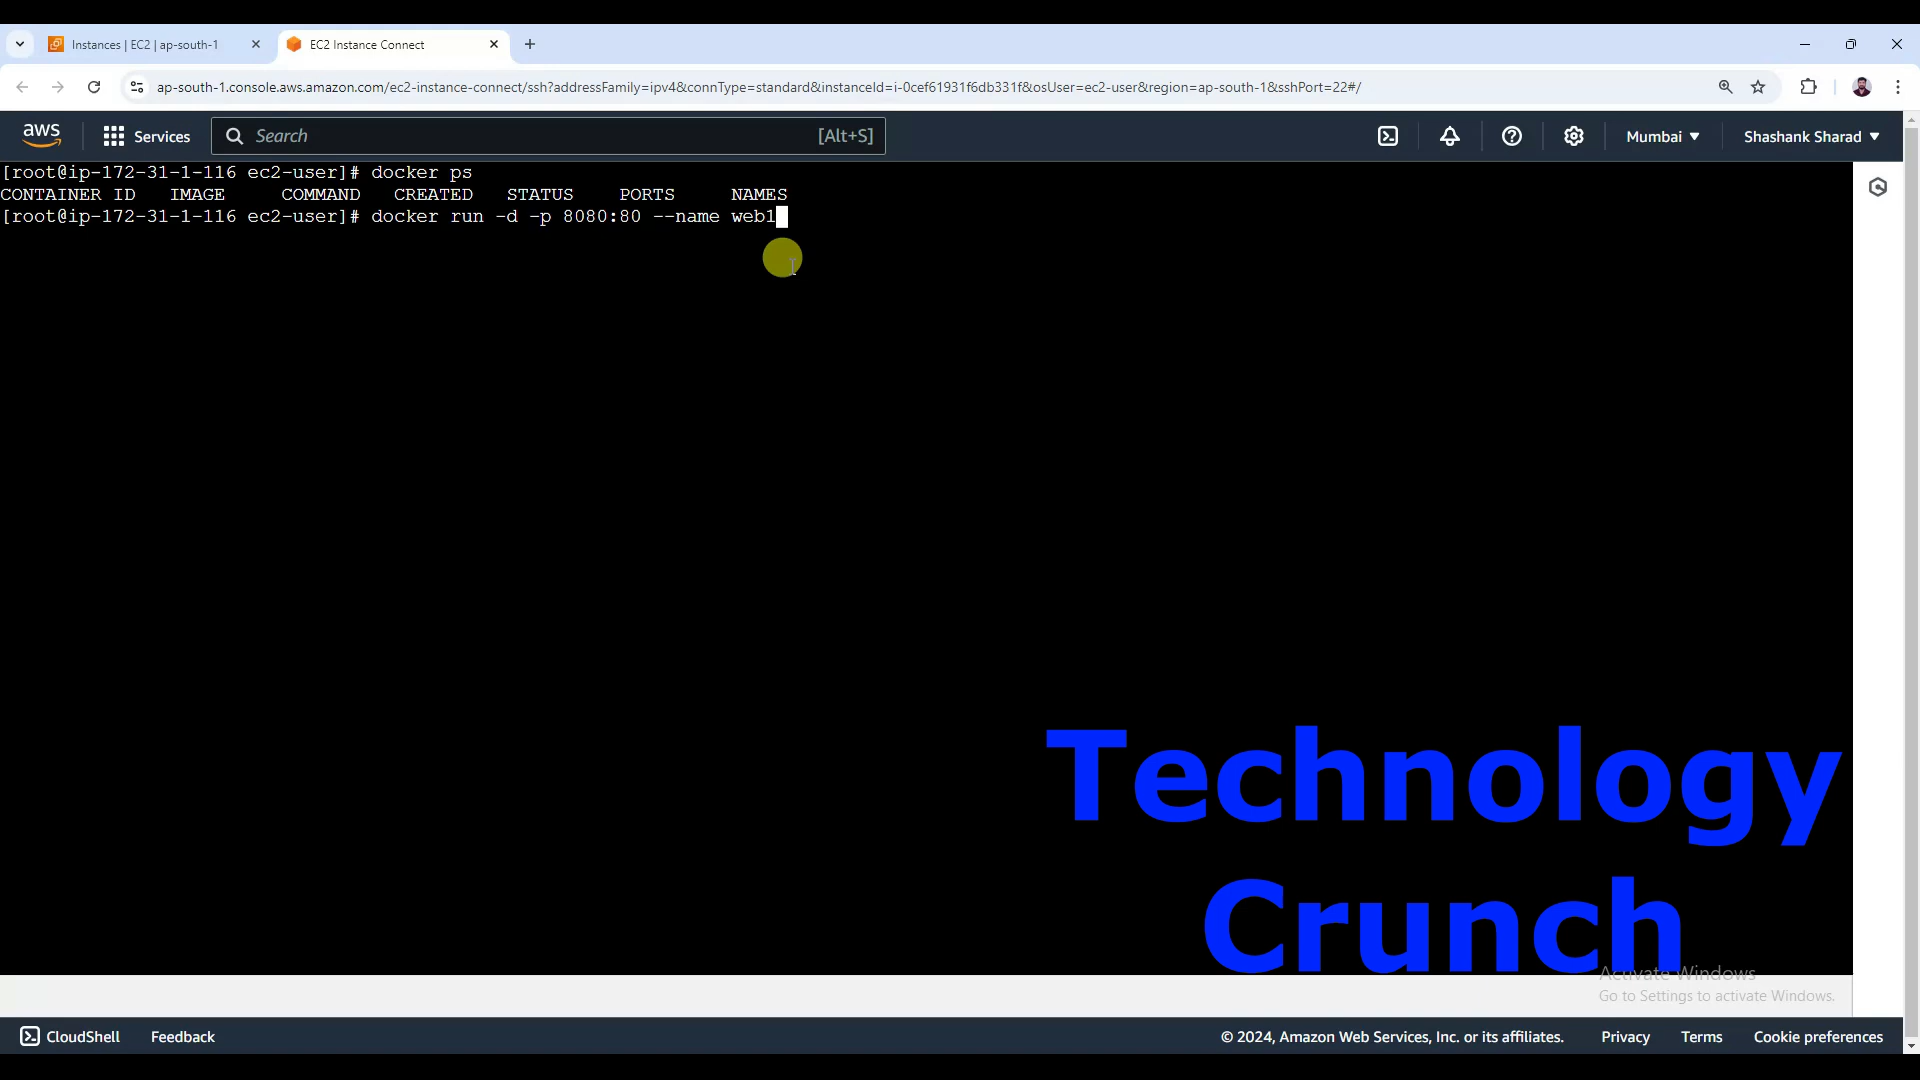 Instances | EC2 | ap-south-1
EC2 Instance Connect
ap-south-1.console.aws.amazon.com/ec2-instance-connect/ssh?addressFamily=ipv4&connType=standard&instanceId=i-0cef61931f6db331f&osUser=ec2-user&region=ap-south-1&sshPort=22#/
aws Services Search [Alt+S] Mumbai Shashank Sharad
[root@ip-172-31-1-116 ec2-user]# docker ps
CONTAINER ID IMAGE COMMAND CREATED STATUS PORTS NAMES
[root@ip-172-31-1-116 ec2-user]# docker run -d -p 8080:80 --name web1
Technology
Crunch
Activate Windows
Go to Settings to activate Windows.
CloudShell Feedback © 2024, Amazon Web Services, Inc. or its affiliates. Privacy Terms Cookie preferences